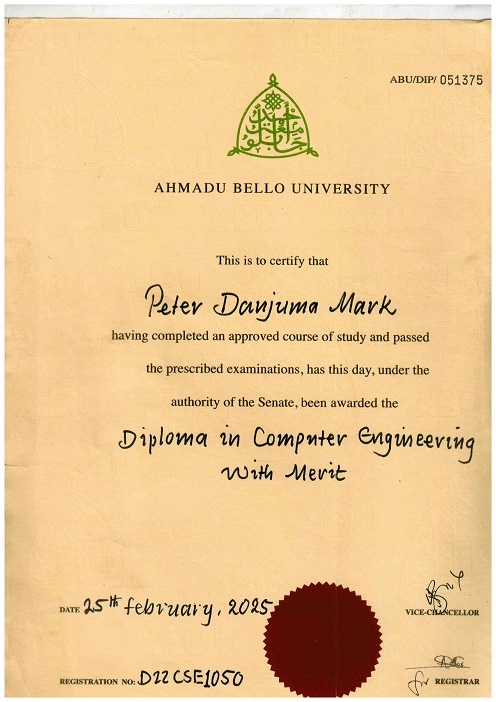 ABU/DIP/ 051375
AHMADU BELLO UNIVERSITY
This is to certify that
Peter Danjuma Mark
having completed an approved course of study and passed
the prescribed examinations, has this day, under the
authority of the Senate, been awarded the
Diploma in Computer Engineering
With Merit
DATE 25th february, 2025
VICE-CHANCELLOR
REGISTRATION NO: D22CSE1050
for REGISTRAR